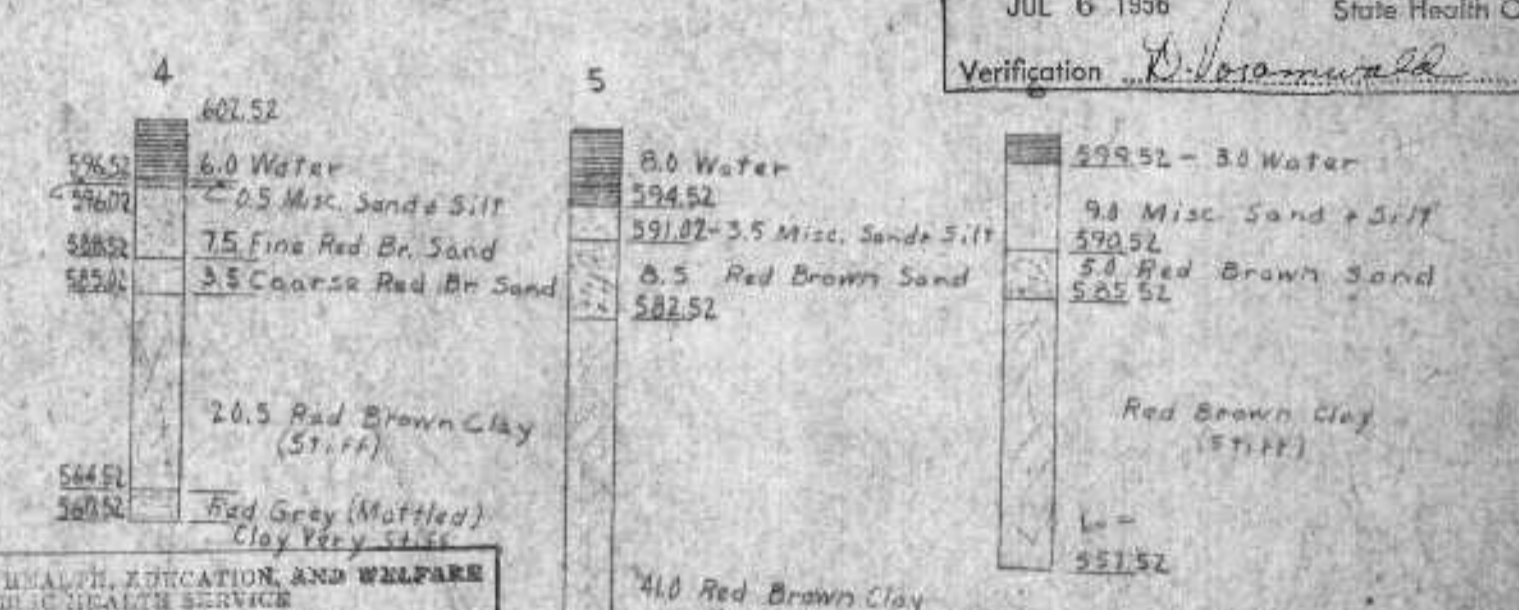 JUL 6 1956
State Health
Verification
4
602.52
596.52
6.0 Water
596.02
0.5 Misc. Sand & Silt
588.52
7.5 Fine Red Br. Sand
585.02
3.5 Coarse Red Br Sand
20.5 Red Brown Clay
(Stiff)
564.52
560.52
Red Grey (Mottled)
Clay Very Stiff
5
8.0 Water
594.52
591.02-3.5 Misc. Sand & Silt
8.5 Red Brown Sand
582.52
41.0 Red Brown Clay
599.52 - 3.0 Water
9.0 Misc Sand + Silt
590.52
5.0 Red Brown Sand
585.52
Red Brown Clay
(Stiff)
557.52
HEALTH, EDUCATION, AND WELFARE
HEALTH SERVICE